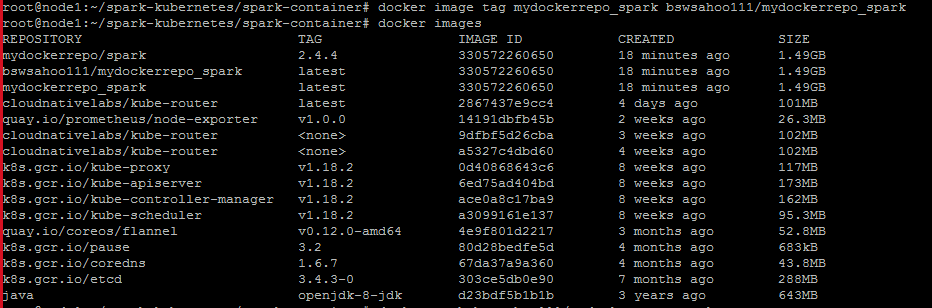 root@node1:~/spark-kubernetes/spark-container# docker image tag mydockerrepo_spark bswsahoo111/mydockerrepo_spark
root@node1:~/spark-kubernetes/spark-container# docker images
REPOSITORY TAG IMAGE ID CREATED SIZE
mydockerrepo/spark 2.4.4 330572260650 18 minutes ago 1.49GB
bswsahoo111/mydockerrepo_spark latest 330572260650 18 minutes ago 1.49GB
mydockerrepo_spark latest 330572260650 18 minutes ago 1.49GB
cloudnativelabs/kube-router latest 2867437e9cc4 4 days ago 101MB
quay.io/prometheus/node-exporter v1.0.0 14191dbfb45b 2 weeks ago 26.3MB
cloudnativelabs/kube-router <none> 9dfbf5d26cba 3 weeks ago 102MB
cloudnativelabs/kube-router <none> a5327c4dbd60 4 weeks ago 102MB
k8s.gcr.io/kube-proxy v1.18.2 0d40868643c6 8 weeks ago 117MB
k8s.gcr.io/kube-apiserver v1.18.2 6ed75ad404bd 8 weeks ago 173MB
k8s.gcr.io/kube-controller-manager v1.18.2 ace0a8c17ba9 8 weeks ago 162MB
k8s.gcr.io/kube-scheduler v1.18.2 a3099161e137 8 weeks ago 95.3MB
quay.io/coreos/flannel v0.12.0-amd64 4e9f801d2217 3 months ago 52.8MB
k8s.gcr.io/pause 3.2 80d28bedfe5d 4 months ago 683kB
k8s.gcr.io/coredns 1.6.7 67da37a9a360 4 months ago 43.8MB
k8s.gcr.io/etcd 3.4.3-0 303ce5db0e90 7 months ago 288MB
java openjdk-8-jdk d23bdf5b1b1b 3 years ago 643MB